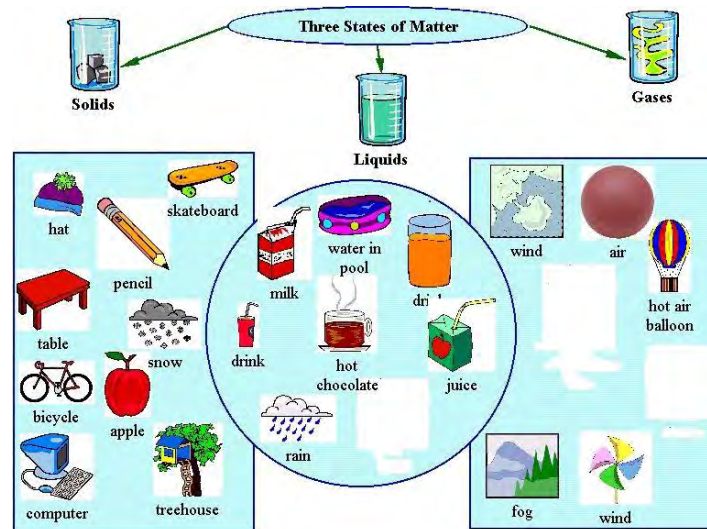 Three States of Matter
Solids
Liquids
Gases
hat
skateboard
pencil
table
snow
bicycle
apple
computer
treehouse
milk
water in
pool
drink
hot
chocolate
juice
rain
wind
air
hot air
balloon
fog
wind